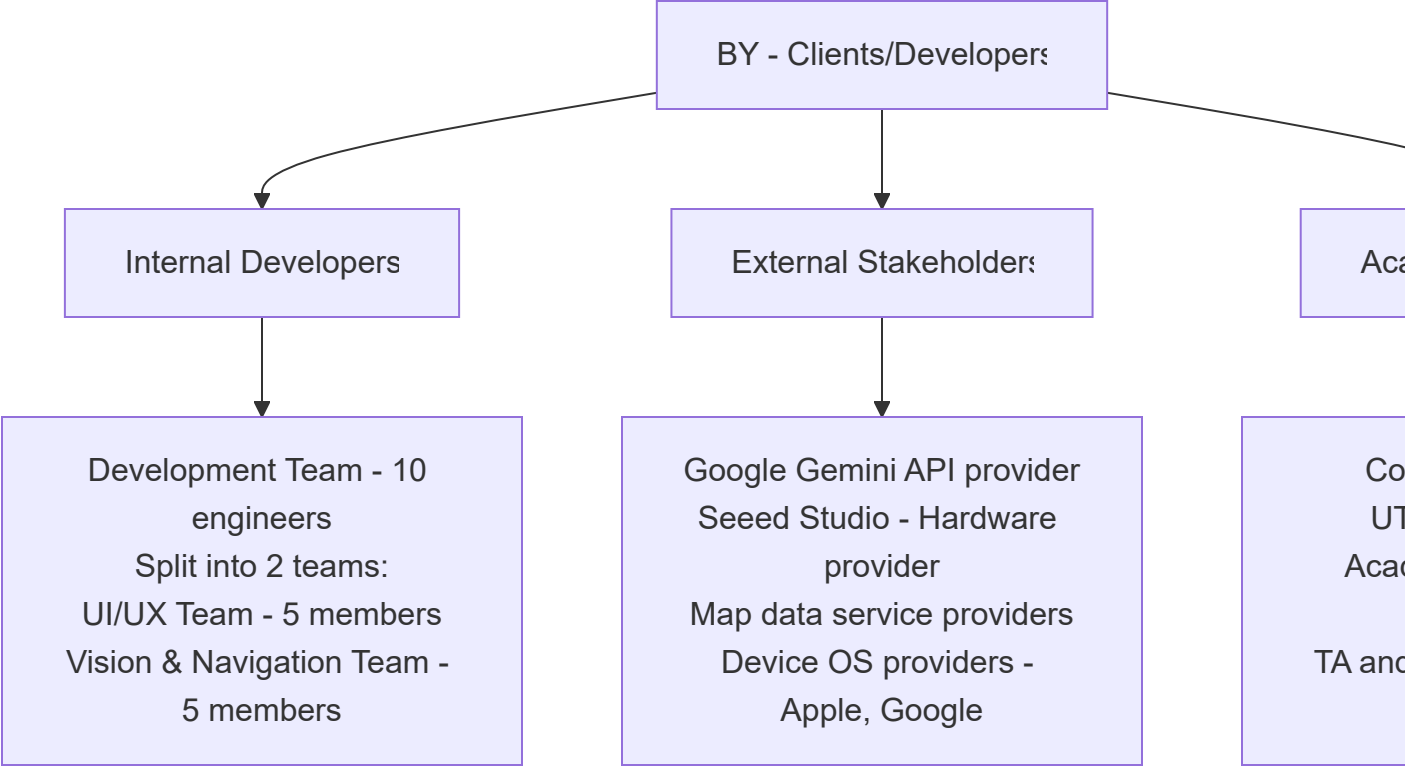 BY - Clients/Developers
Internal Developers
External Stakeholders
Development Team - 10
engineers
Split into 2 teams:
UI/UX Team - 5 members
Vision & Navigation Team -
5 members
Google Gemini API provider
Seeed Studio - Hardware
provider
Map data service providers
Device OS providers -
Apple, Google
TA